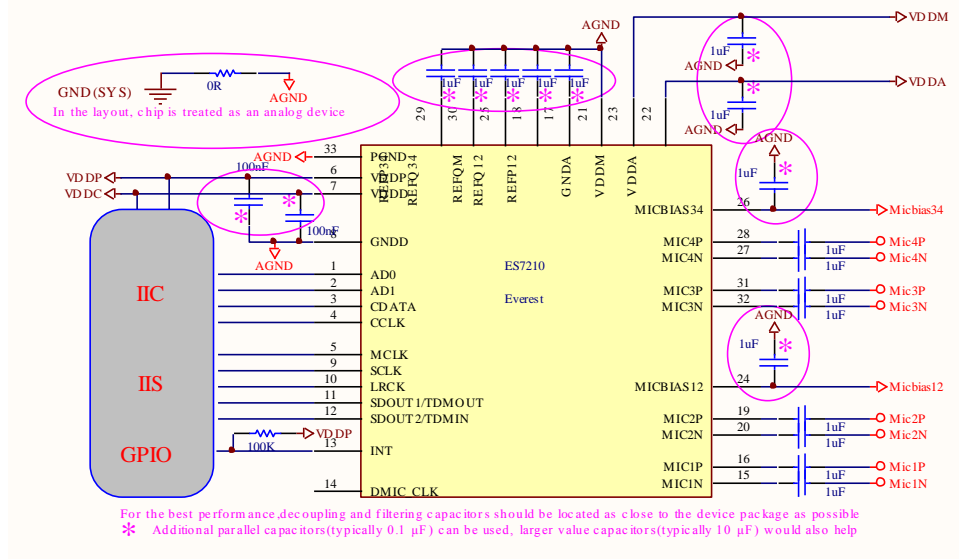 AGND
VDDM
1uF
AGND
VDDA
1uF
AGND
GND(SYS)
0R
AGND
In the layout, chip is treated as an analog device
1uF 1uF 1uF 1uF 1uF
29 30 25 18 17 21 23 22
REFP34 REFQ34 REFQM REFQ12 REFP12 GNDA VDDM VDDA
AGND 33 PGND
100nF
VDDP 6 VDDP
VDDC 7 VDDD
100nF
8 GNDD
AGND
AGND
1uF
MICBIAS34 26 Micbias34
MIC4P 28 1uF Mic4P
MIC4N 27 1uF Mic4N
ES7210
Everest
MIC3P 31 1uF Mic3P
MIC3N 32 1uF Mic3N
IIC
1 AD0
2 AD1
3 CDATA
4 CCLK
AGND
1uF
5 MCLK
IIS
9 SCLK
10 LRCK
MICBIAS12 24 Micbias12
11 SDOUT1/TDMOUT
12 SDOUT2/TDMIN
MIC2P 19 1uF Mic2P
MIC2N 20 1uF Mic2N
VDDP
100K
GPIO
13 INT
MIC1P 16 1uF Mic1P
MIC1N 15 1uF Mic1N
14 DMIC_CLK
For the best performance,decoupling and filtering capacitors should be located as close to the device package as possible
* Additional parallel capacitors(typically 0.1 μF) can be used, larger value capacitors(typically 10 μF) would also help